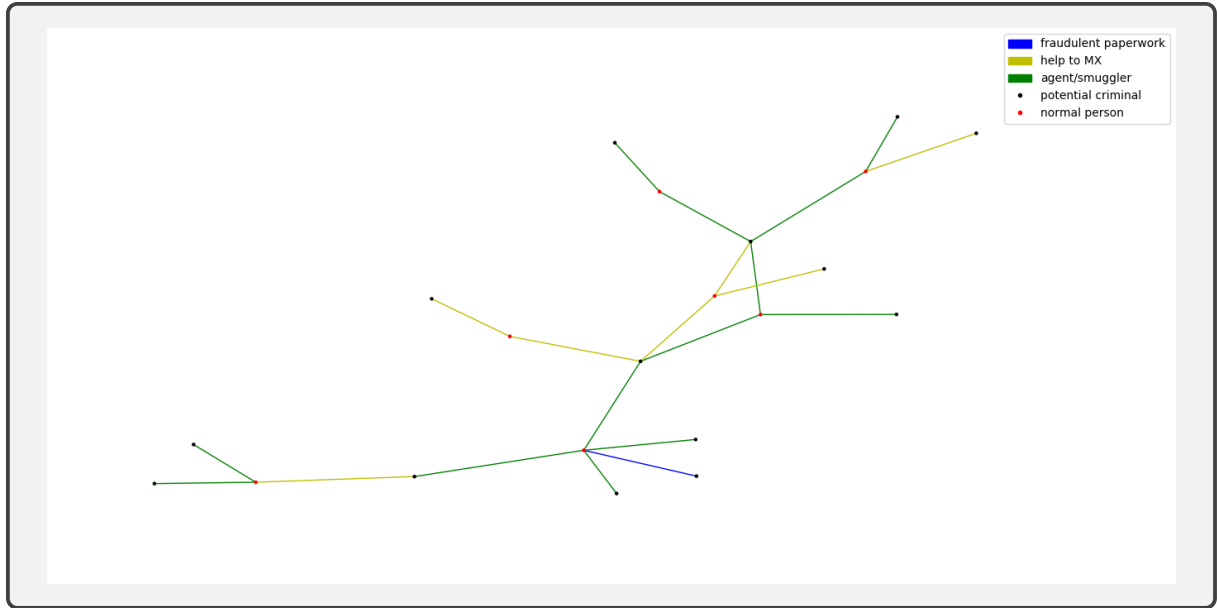 fraudulent paperwork
help to MX
agent/smuggler
potential criminal
normal person